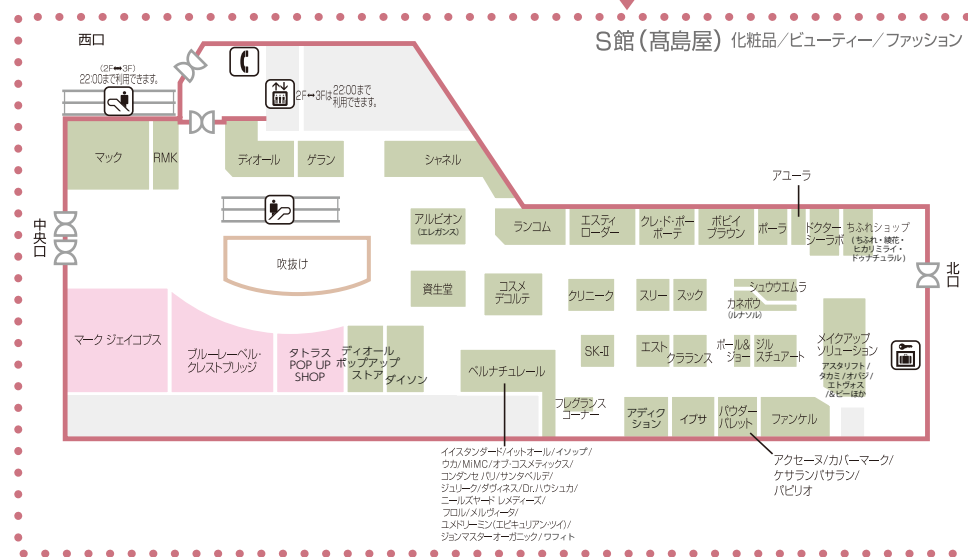 西口
S館(髙島屋) 化粧品／ビューティー／ファッション
(2F⇔3F)
22:00まで利用できます。
2F⇔3Fは
22:00まで
利用できます。
マック
RMK
ディオール
ゲラン
シャネル
アユーラ
中央口
アルビオン
(エレガンス)
ランコム
エスティ
ローダー
クレ・ド・ポー
ボーテ
ボビイ
ブラウン
ポーラ
ドクター
シーラボ
ちふれショップ
(ちふれ・綾花・
ヒカリミライ・
ドゥナチュラル)
吹抜け
北口
資生堂
コスメ
デコルテ
クリニーク
スリー
スック
シュウウエムラ
カネボウ
(ルナソル)
マーク ジェイコブス
ブルーレーベル・
クレストブリッジ
タトラス
POP UP
SHOP
ディオール
ポップアップ
ストア
ダイソン
ベルナチュレール
SK-II
エスト
クラランス
ポール&
ジョー
ジル
スチュアート
メイクアップ
ソリューション
アスタリフト/
タカミ/オバジ/
エトヴォス
/&ビーほか
フレグランス
コーナー
アディク
ション
イプサ
パウダー
パレット
ファンケル
イイスタンダード/イットオール/イソップ/
ウカ/MiMC/オブ・コスメティックス/
コンダンセ パリ/サンタベルデ/
ジュリーク/ダヴィネス/Dr.ハウシュカ/
ニールズヤード レメディーズ/
フロル/メルヴィータ/
ユメドリーミン(エピキュリアン・ツイ)/
ジョンマスターオーガニック/ワフィト
アクセーヌ/カバーマーク/
ケサランパサラン/
パピリオ